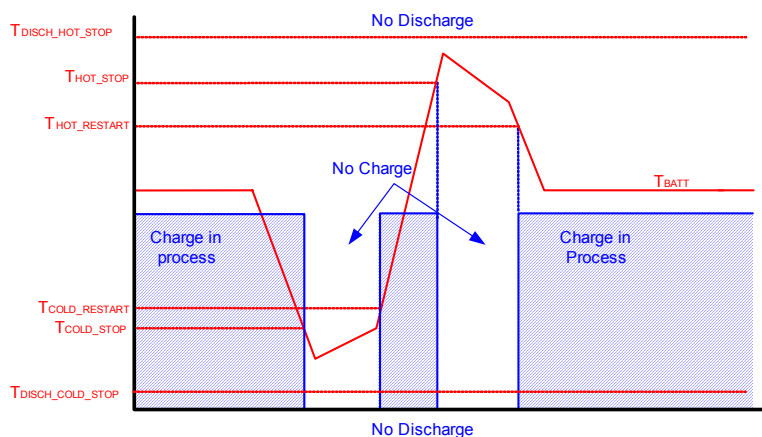 No Discharge
TDISCH_HOT_STOP
THOT_STOP
THOT_RESTART
No Charge
TBATT
Charge in
process
Charge in
Process
TCOLD_RESTART
TCOLD_STOP
TDISCH_COLD_STOP
No Discharge